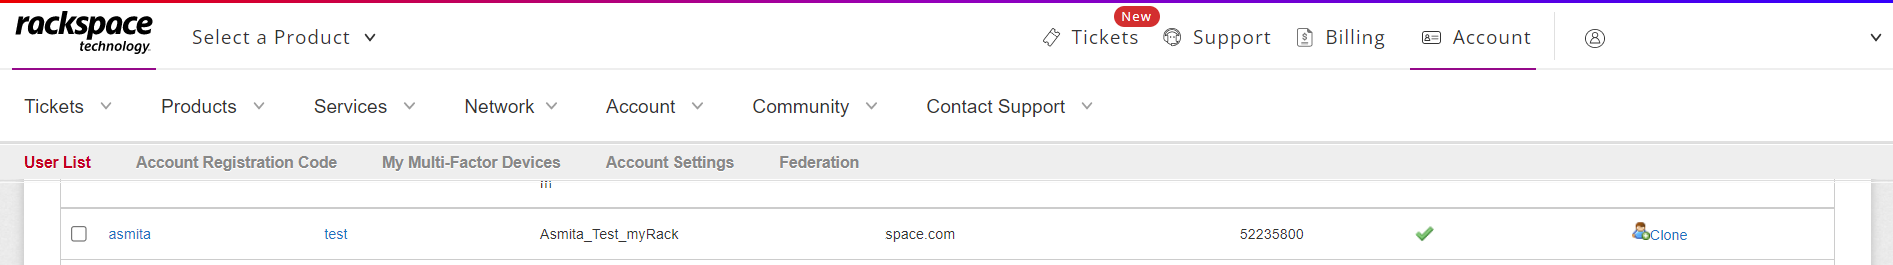 rackspace
technology.
Select a Product
New
Tickets
Support
Billing
Account
Tickets Products Services Network Account Community Contact Support
User List Account Registration Code My Multi-Factor Devices Account Settings Federation
asmita test Asmita_Test_myRack space.com 52235800 Clone